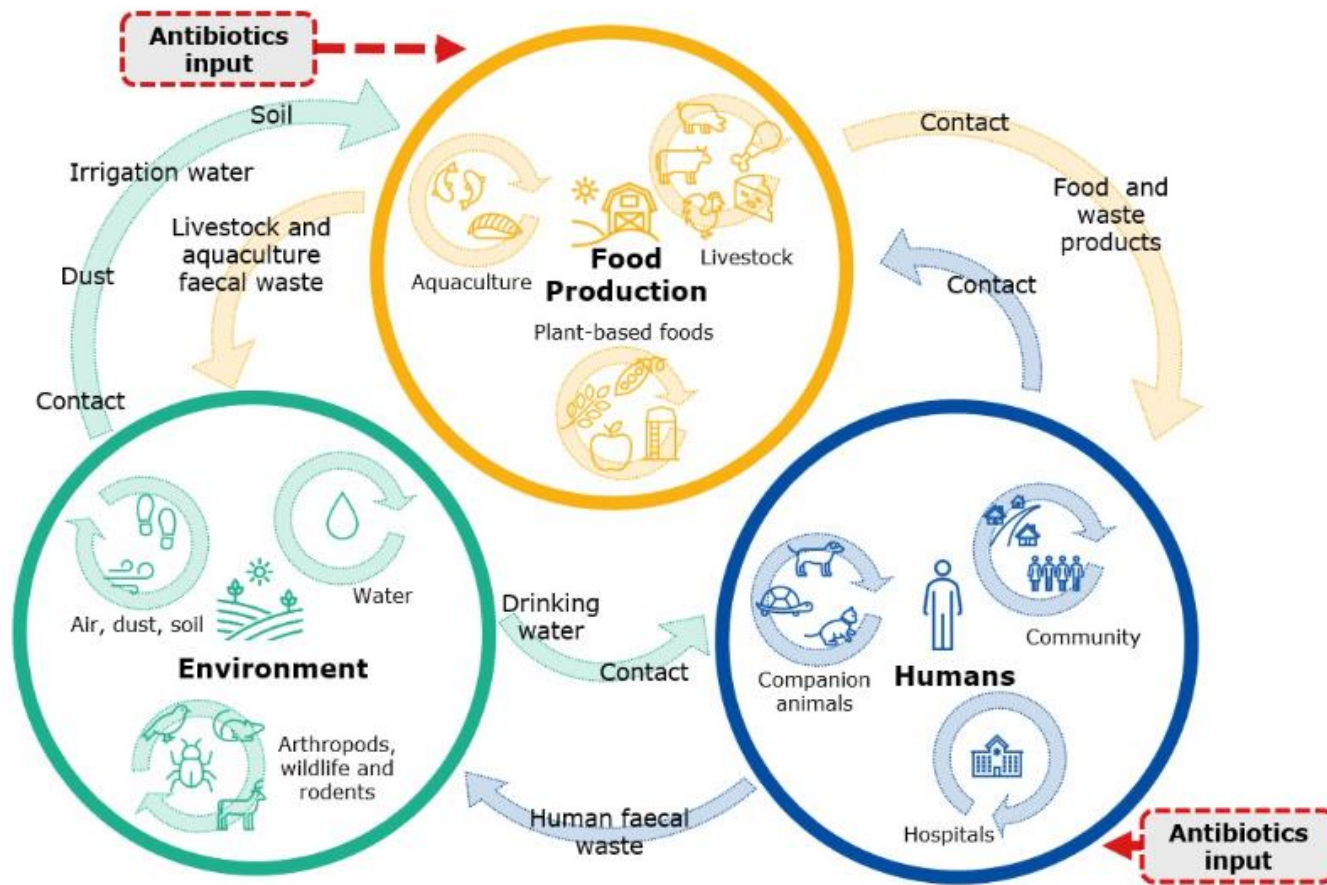 Antibiotics
input
Soil
Irrigation water
Livestock and
aquaculture
faecal waste
Dust
Contact
Aquaculture
Food
Production
Livestock
Plant-based foods
Contact
Food and
waste
products
Contact
Air, dust, soil
Water
Environment
Arthropods,
wildlife and
rodents
Drinking
water
Contact
Human faecal
waste
Companion
animals
Humans
Community
Hospitals
Antibiotics
input